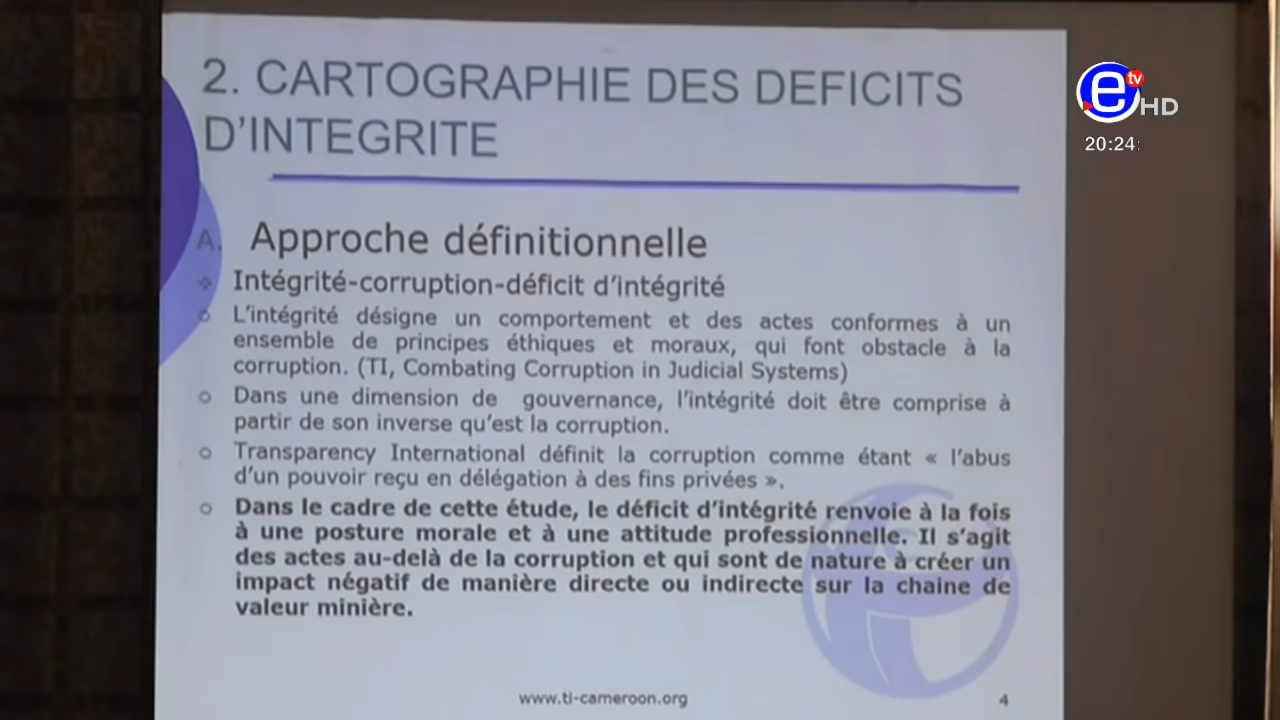 2. CARTOGRAPHIE DES DEFICITS
D'INTEGRITE
A. Approche définitionnelle
Intégrité-corruption-déficit d'intégrité
L'intégrité désigne un comportement et des actes conformes à un
ensemble de principes éthiques et moraux, qui font obstacle à la
corruption. (TI, Combating Corruption in Judicial Systems)
Dans une dimension de gouvernance, l'intégrité doit être comprise à
partir de son inverse qu'est la corruption.
Transparency International définit la corruption comme étant « l'abus
d'un pouvoir reçu en délégation à des fins privées ».
Dans le cadre de cette étude, le déficit d'intégrité renvoie à la fois
à une posture morale et à une attitude professionnelle. Il s'agit
des actes au-delà de la corruption et qui sont de nature à créer un
impact négatif de manière directe ou indirecte sur la chaine de
valeur minière.
www.ti-cameroon.org
4
e tv HD
20:24: